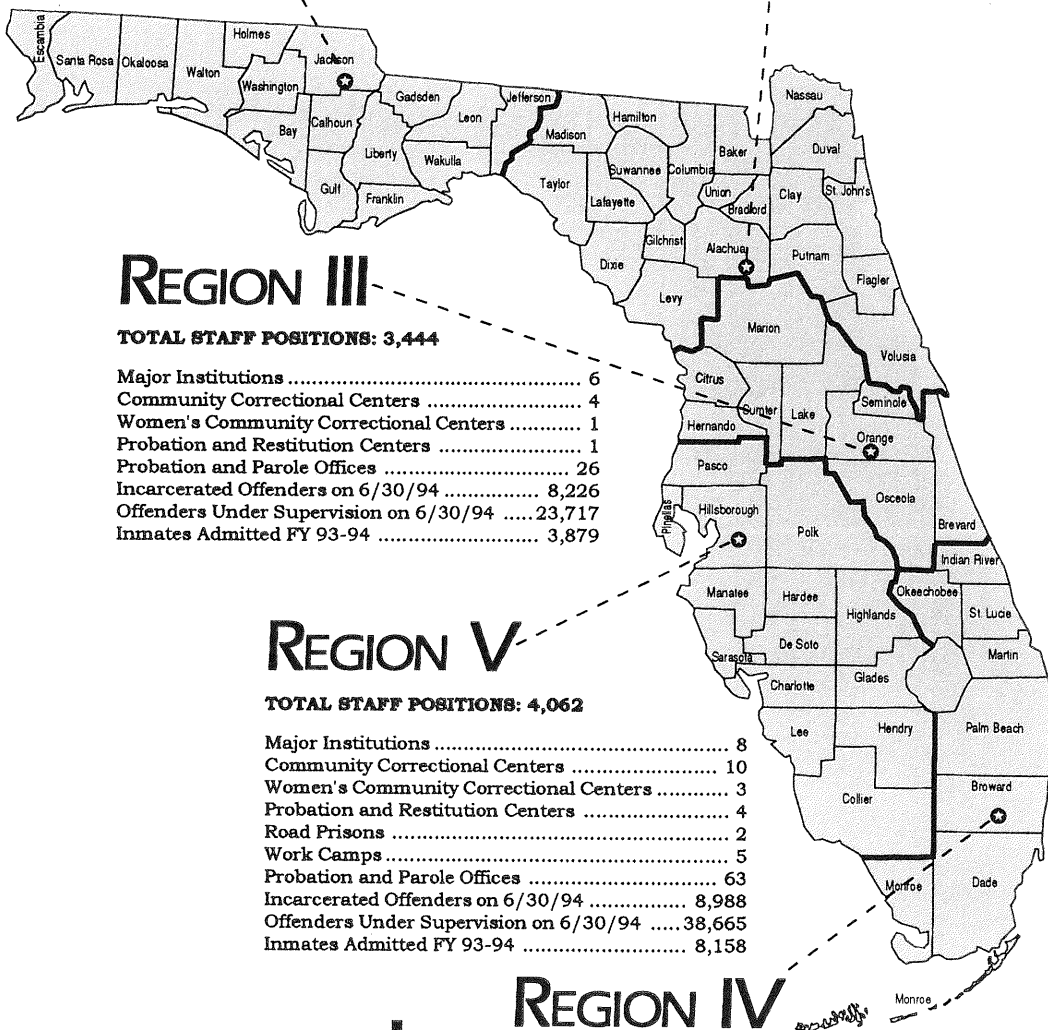 Escambia
Santa Rosa
Okaloosa
Walton
Holmes
Washington
Jackson
Bay
Calhoun
Gulf
Gadsden
Liberty
Franklin
Leon
Wakulla
Jefferson
Madison
Taylor
Hamilton
Suwannee
Lafayette
Dixie
Columbia
Gilchrist
Baker
Union
Bradford
Alachua
Levy
Nassau
Duval
Clay
St. John's
Putnam
Flagler
Marion
Volusia
Citrus
Sumter
Lake
Seminole
Hernando
Orange
Pasco
Osceola
Pinellas
Hillsborough
Polk
Brevard
Indian River
Manatee
Hardee
Highlands
Okeechobee
St. Lucie
Sarasota
De Soto
Martin
Charlotte
Glades
Lee
Hendry
Palm Beach
Collier
Broward
Monroe
Dade
Monroe
REGION III
TOTAL STAFF POSITIONS: 3,444
Major Institutions ................................................ 6
Community Correctional Centers .......................... 4
Women's Community Correctional Centers ............ 1
Probation and Restitution Centers ........................ 1
Probation and Parole Offices ............................... 26
Incarcerated Offenders on 6/30/94 ................ 8,226
Offenders Under Supervision on 6/30/94 .....23,717
Inmates Admitted FY 93-94 ........................... 3,879
REGION V
TOTAL STAFF POSITIONS: 4,062
Major Institutions ................................................ 8
Community Correctional Centers ........................ 10
Women's Community Correctional Centers ............ 3
Probation and Restitution Centers ........................ 4
Road Prisons ....................................................... 2
Work Camps ........................................................ 5
Probation and Parole Offices ............................... 63
Incarcerated Offenders on 6/30/94 ................ 8,988
Offenders Under Supervision on 6/30/94 .....38,665
Inmates Admitted FY 93-94 ........................... 8,158
REGION IV